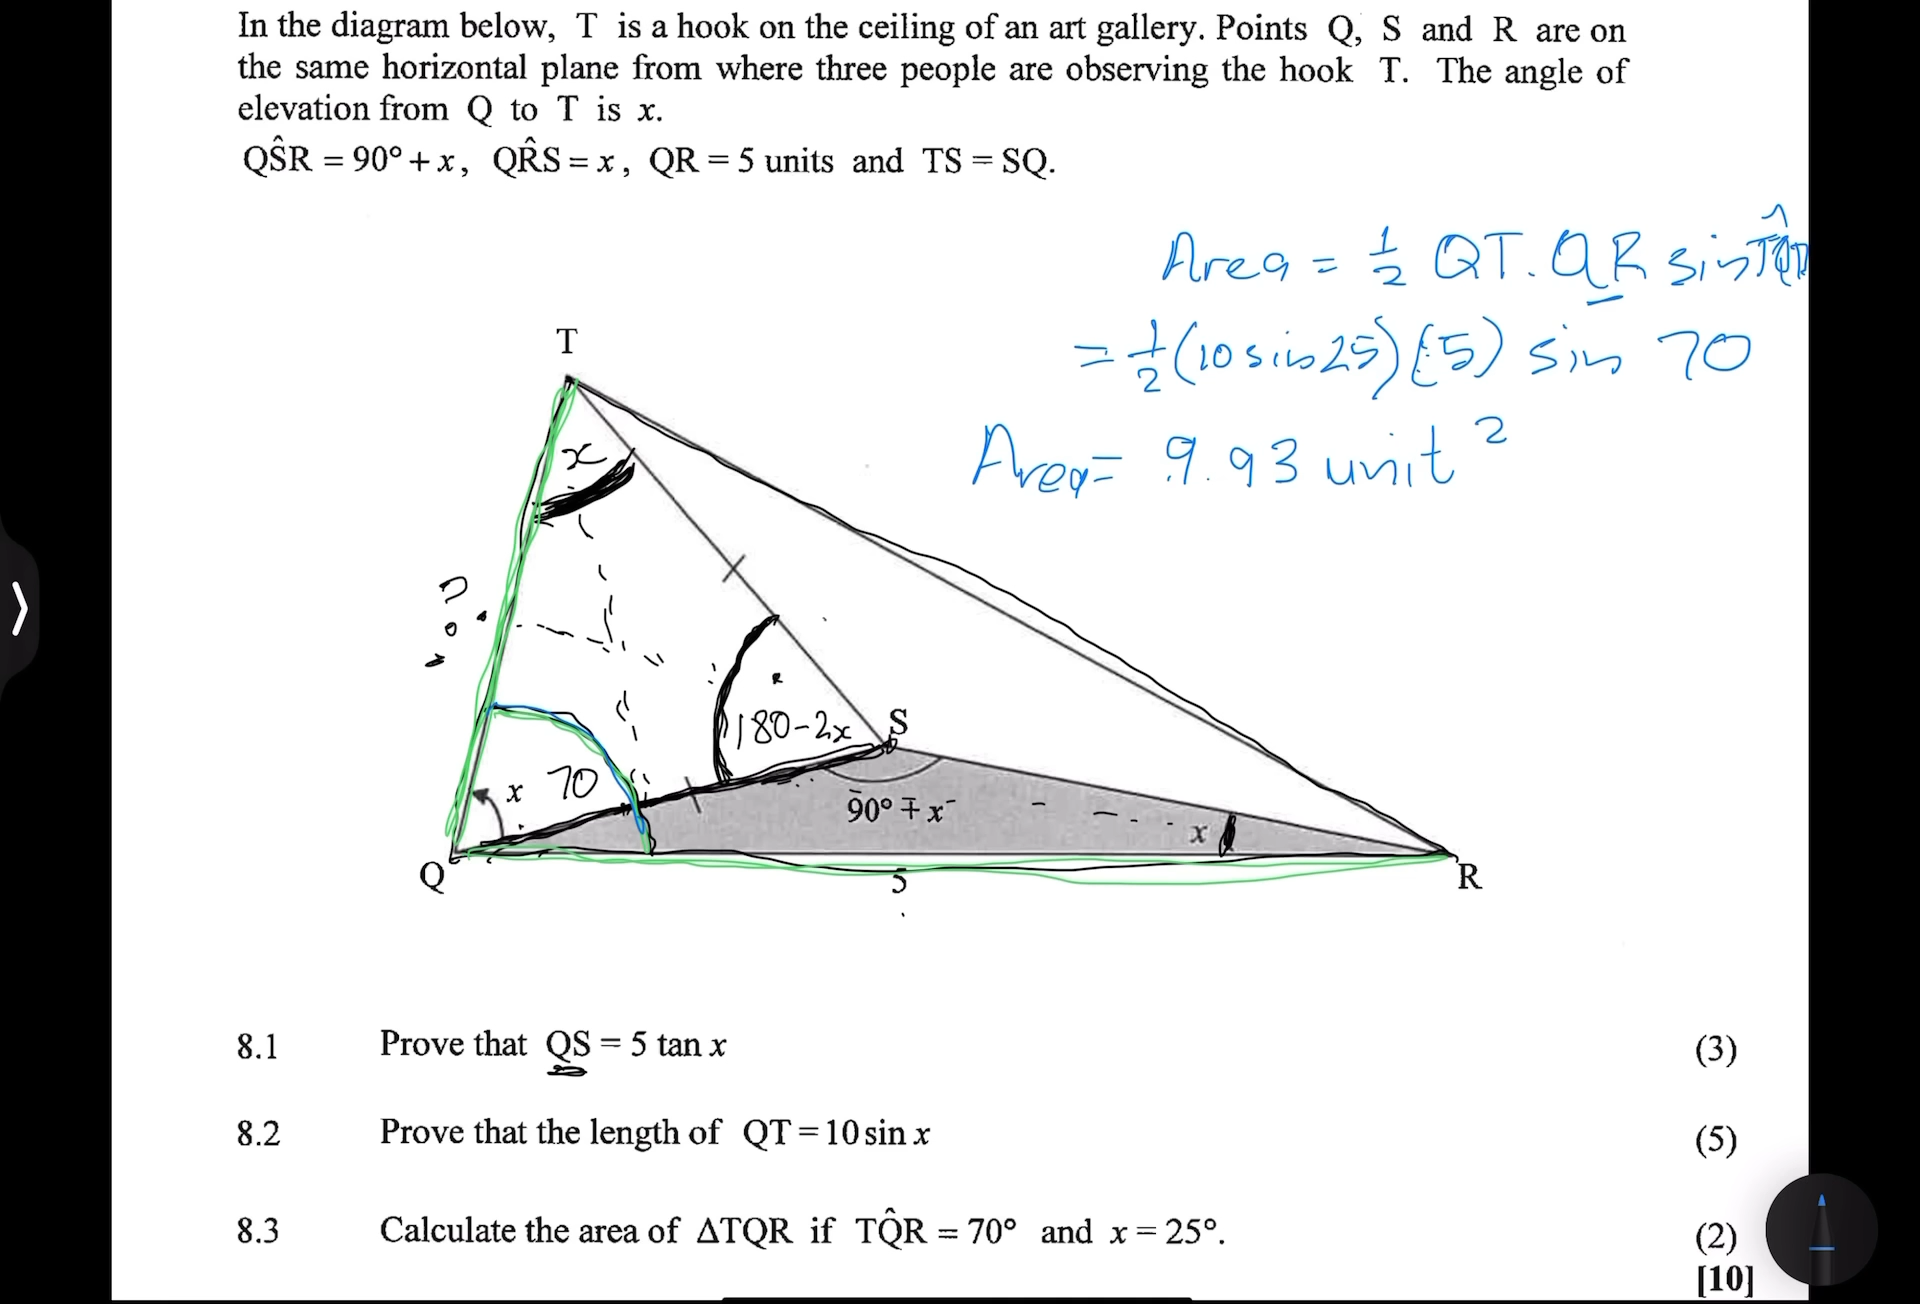 In the diagram below, T is a hook on the ceiling of an art gallery. Points Q, S and R are on
the same horizontal plane from where three people are observing the hook T. The angle of
elevation from Q to T is x.
QŜR = 90° + x, QR̂S = x, QR = 5 units and TS = SQ.
Area = 1/2 QT.QR sin TQ̂R
= 1/2 (10 sin 25)(5) sin 70
Area = 9.93 unit²
T
x
?
180-2x
S
x 70
90° + x
x
Q
5
R
8.1 Prove that QS = 5 tan x (3)
8.2 Prove that the length of QT = 10 sin x (5)
8.3 Calculate the area of ΔTQR if TQ̂R = 70° and x = 25°. (2)
[10]